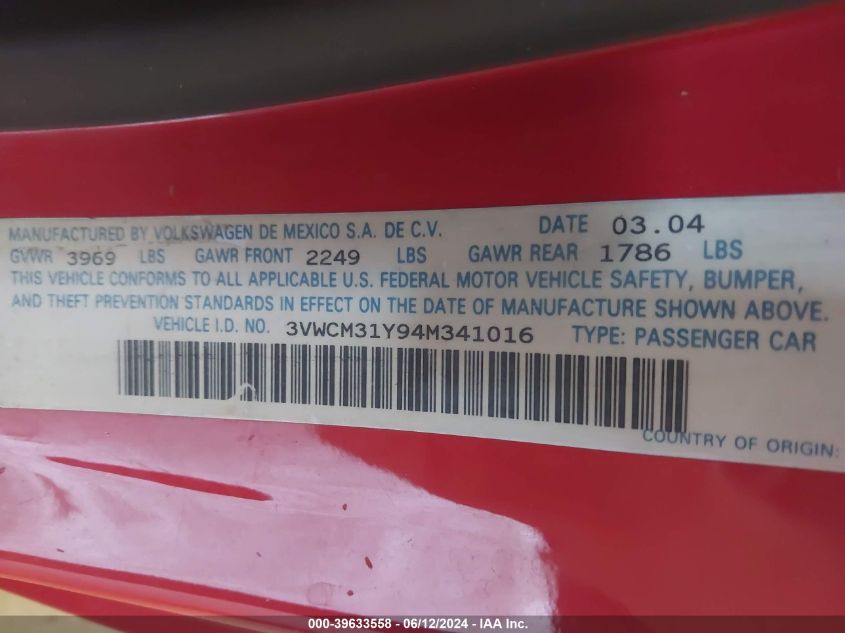 MANUFACTURED BY VOLKSWAGEN DE MEXICO S.A. DE C.V. DATE 03.04
GVWR 3969 LBS GAWR FRONT 2249 LBS GAWR REAR 1786 LBS
THIS VEHICLE CONFORMS TO ALL APPLICABLE U.S. FEDERAL MOTOR VEHICLE SAFETY, BUMPER,
AND THEFT PREVENTION STANDARDS IN EFFECT ON THE DATE OF MANUFACTURE SHOWN ABOVE.
VEHICLE I.D. NO. 3VWCM31Y94M341016 TYPE: PASSENGER CAR
COUNTRY OF ORIGIN:
100% CONE -39633558 - 06/12/2024 - IAA Inc.